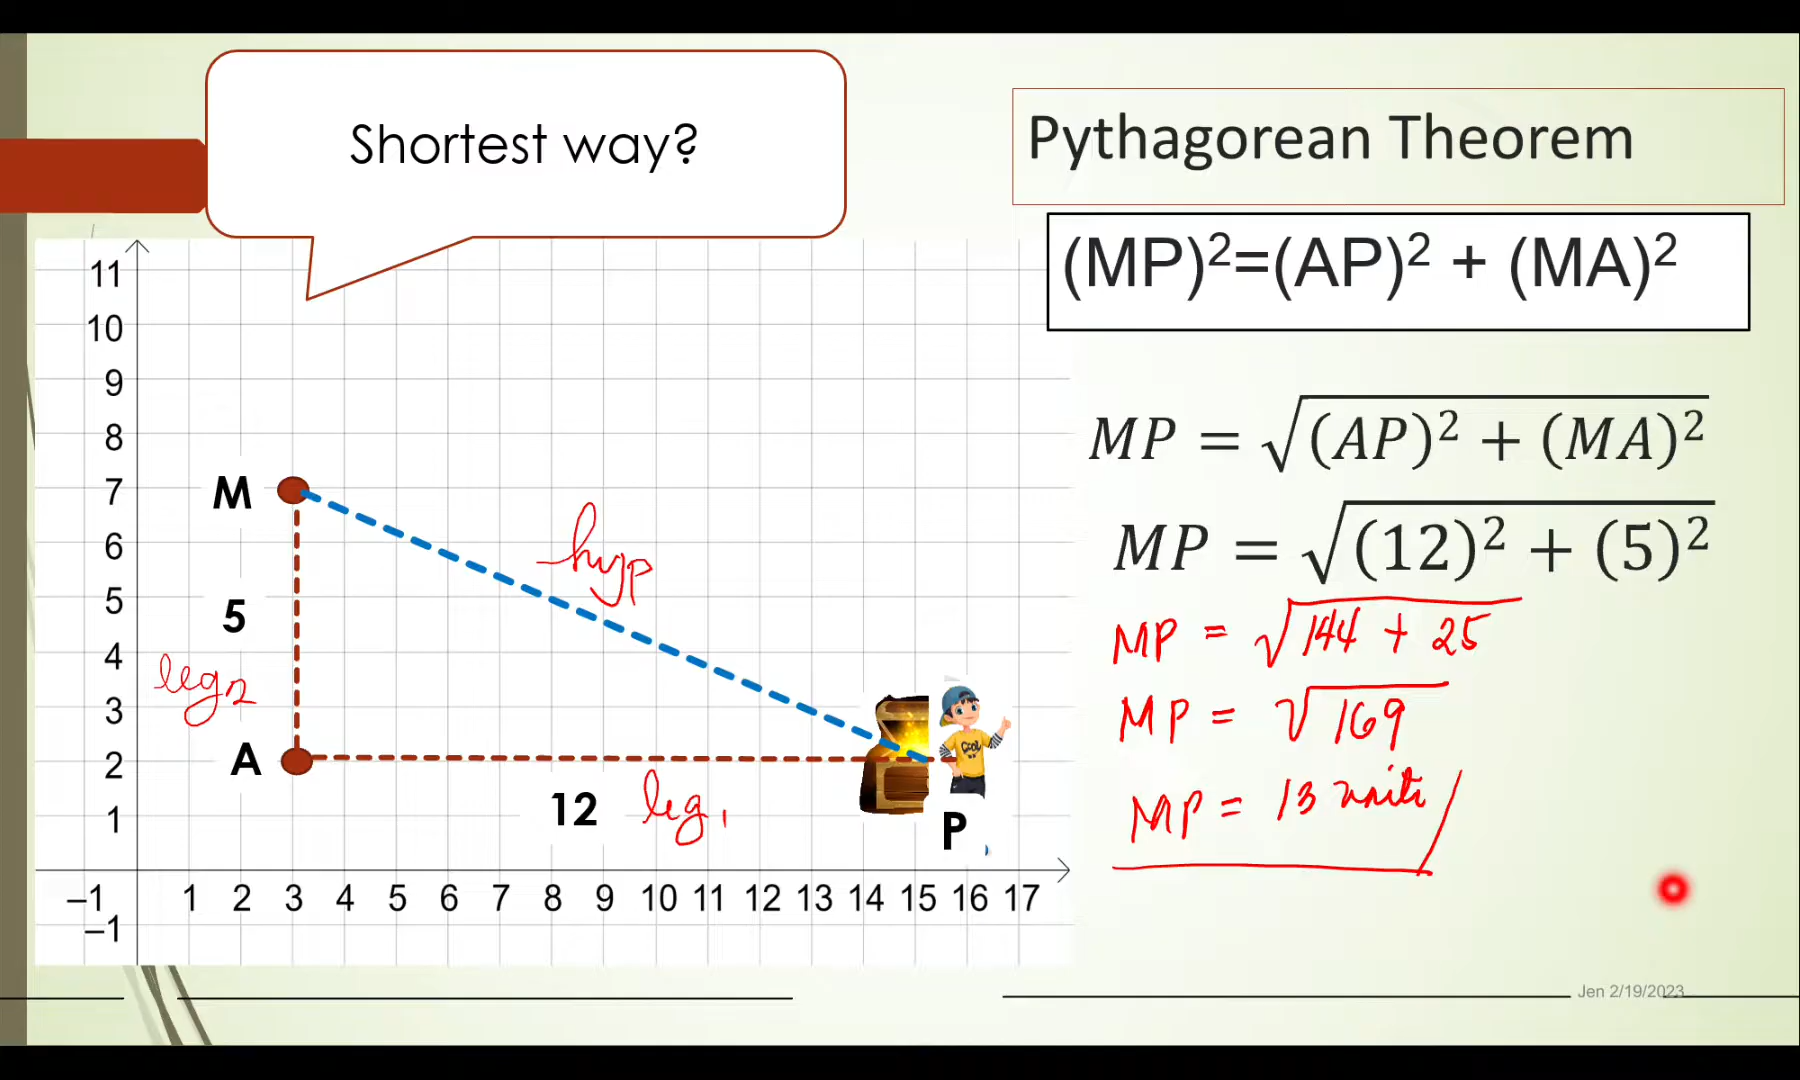 Shortest way?
Pythagorean Theorem
(MP)²=(AP)² + (MA)²
MP = √(AP)² + (MA)²
MP = √(12)² + (5)²
MP = √144 + 25
MP = √169
MP = 13 units
11
10
9
8
M 7
hyp
6
5
5
4
leg2
3
A 2
12 leg1
1
P
Cool
–1 1 2 3 4 5 6 7 8 9 10 11 12 13 14 15 16 17
–1
Jen 2/19/2023